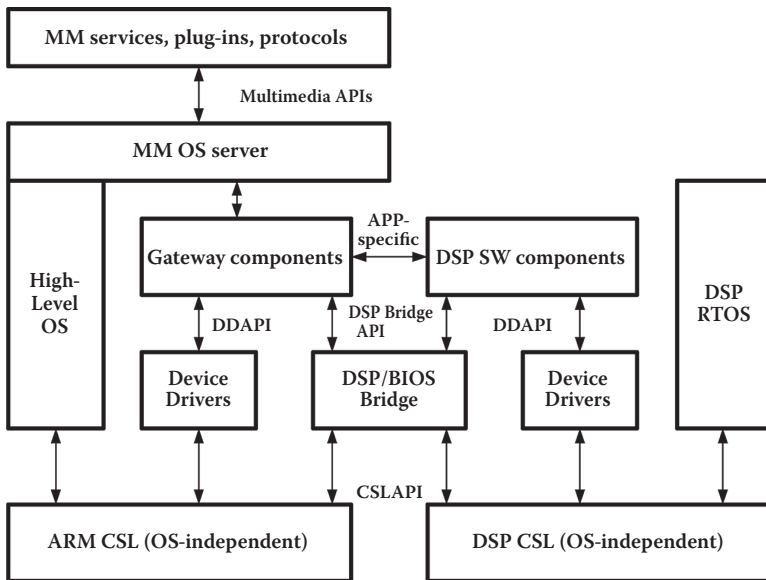 MM services, plug-ins, protocols
Multimedia APIs
MM OS server
High-
Level
OS
Gateway components
APP-
specific
DSP SW components
DSP
RTOS
DDAPI
DSP Bridge
API
DDAPI
Device
Drivers
DSP/BIOS
Bridge
Device
Drivers
CSLAPI
ARM CSL (OS-independent)
DSP CSL (OS-independent)